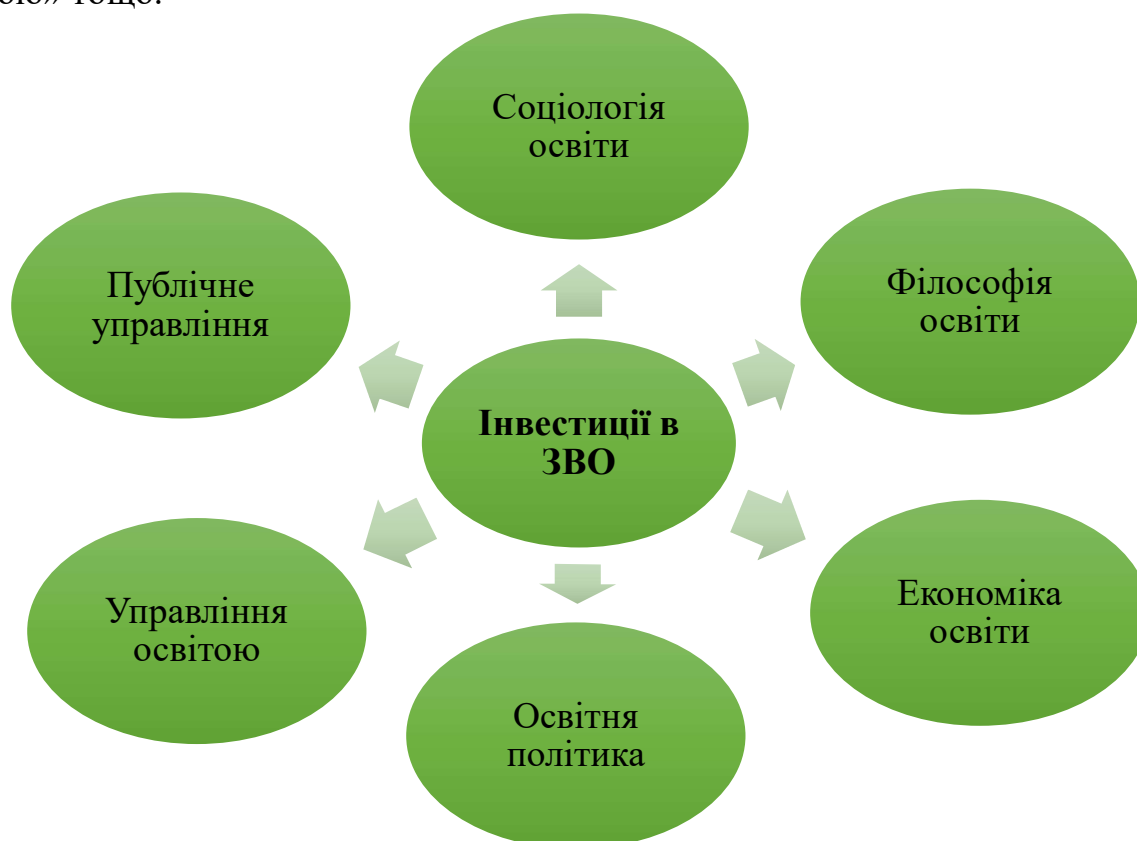 тощо.
Соціологія
освіти
Публічне
управління
Філософія
освіти
Інвестиції в
ЗВО
Управління
освітою
Економіка
освіти
Освітня
політика